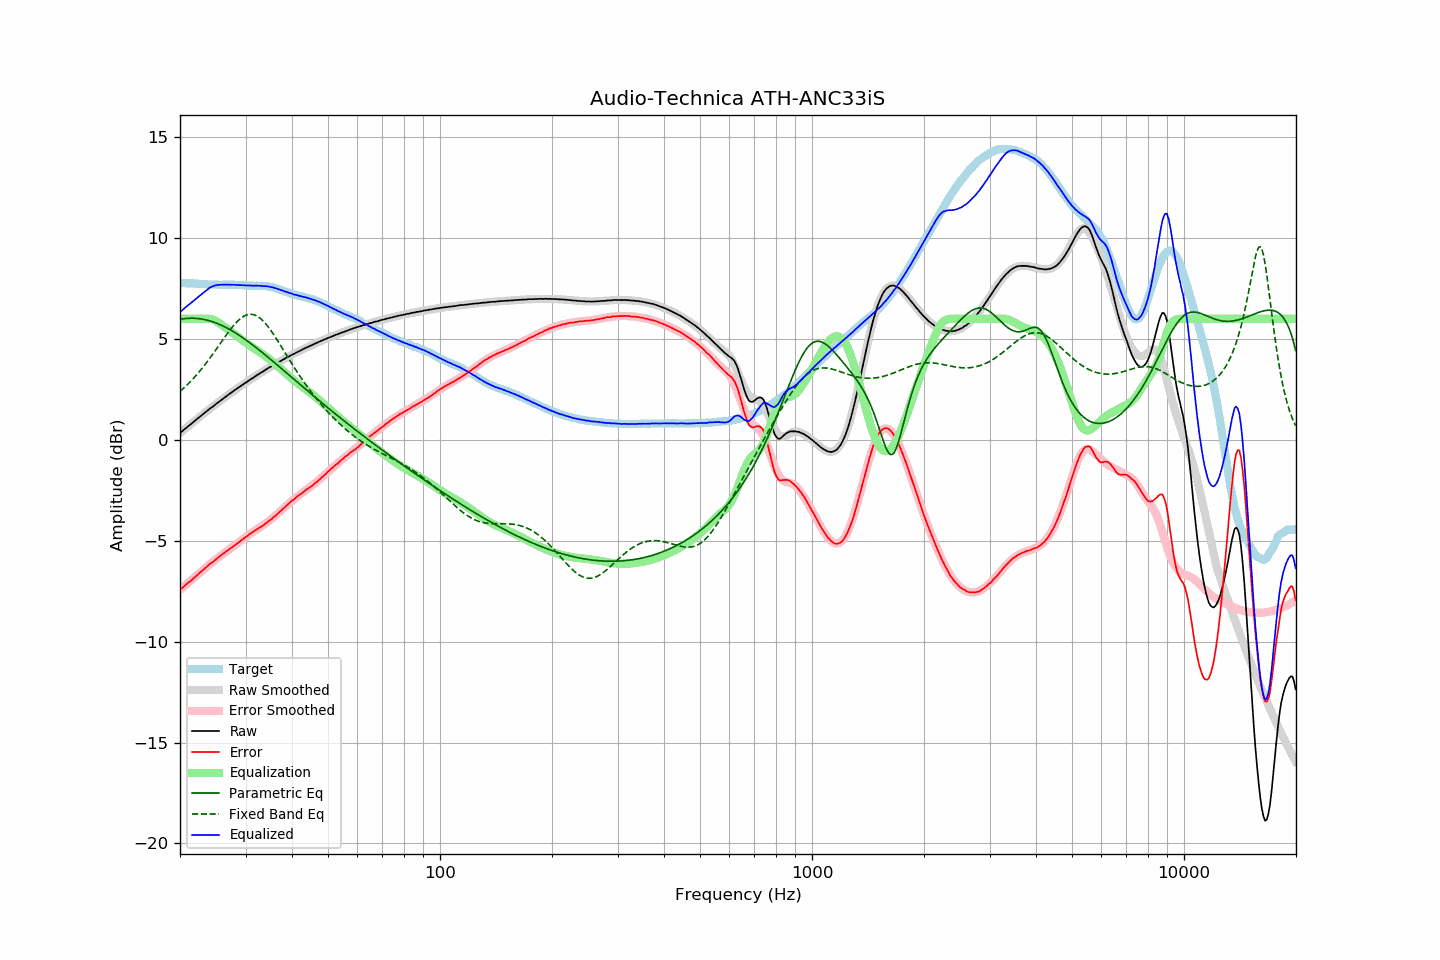 Audio-Technica ATH-ANC33iS
15
10
5
0
−5
−10
−15
−20
Amplitude (dBr)
Target
Raw Smoothed
Error Smoothed
Raw
Error
Equalization
Parametric Eq
Fixed Band Eq
Equalized
100
1000
10000
Frequency (Hz)